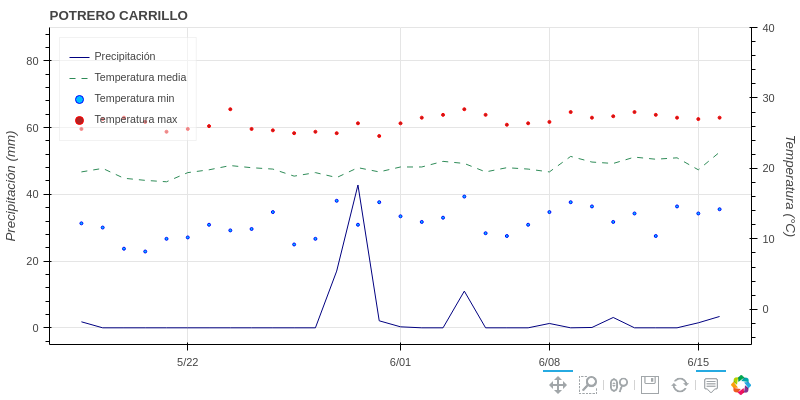 POTRERO CARRILLO
Precipitación
Temperatura media
Temperatura min
Temperatura max
Precipitación (mm)
80
60
40
20
0
40
30
20
10
0
Temperatura (°C)
5/22
6/01
6/08
6/15